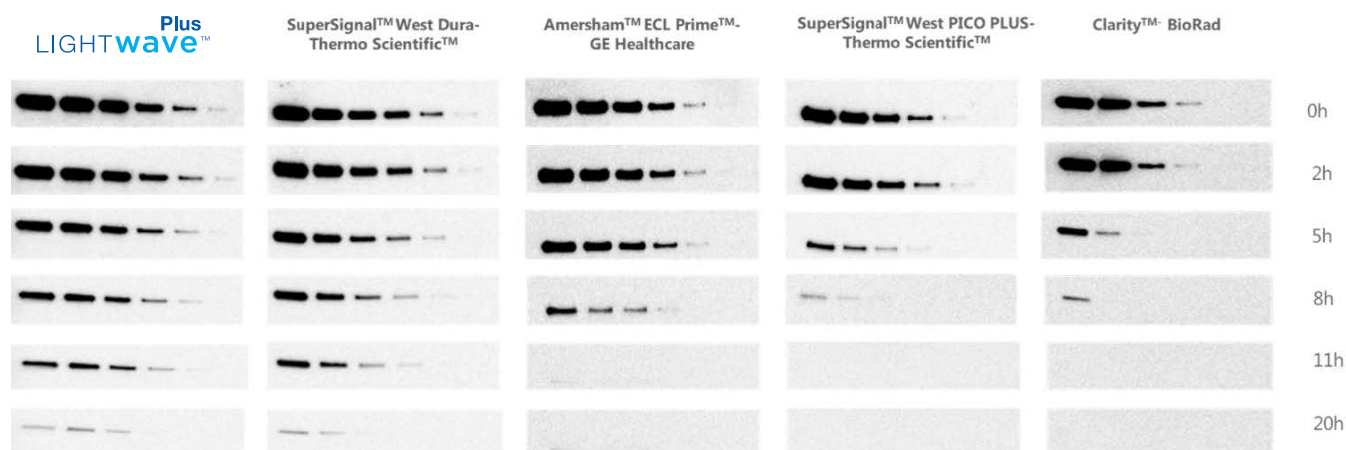 Plus
LIGHTwave™
SuperSignal™ West Dura-
Thermo Scientific™
Amersham™ ECL Prime™-
GE Healthcare
SuperSignal™ West PICO PLUS-
Thermo Scientific™
Clarity™- BioRad
0h
2h
5h
8h
11h
20h